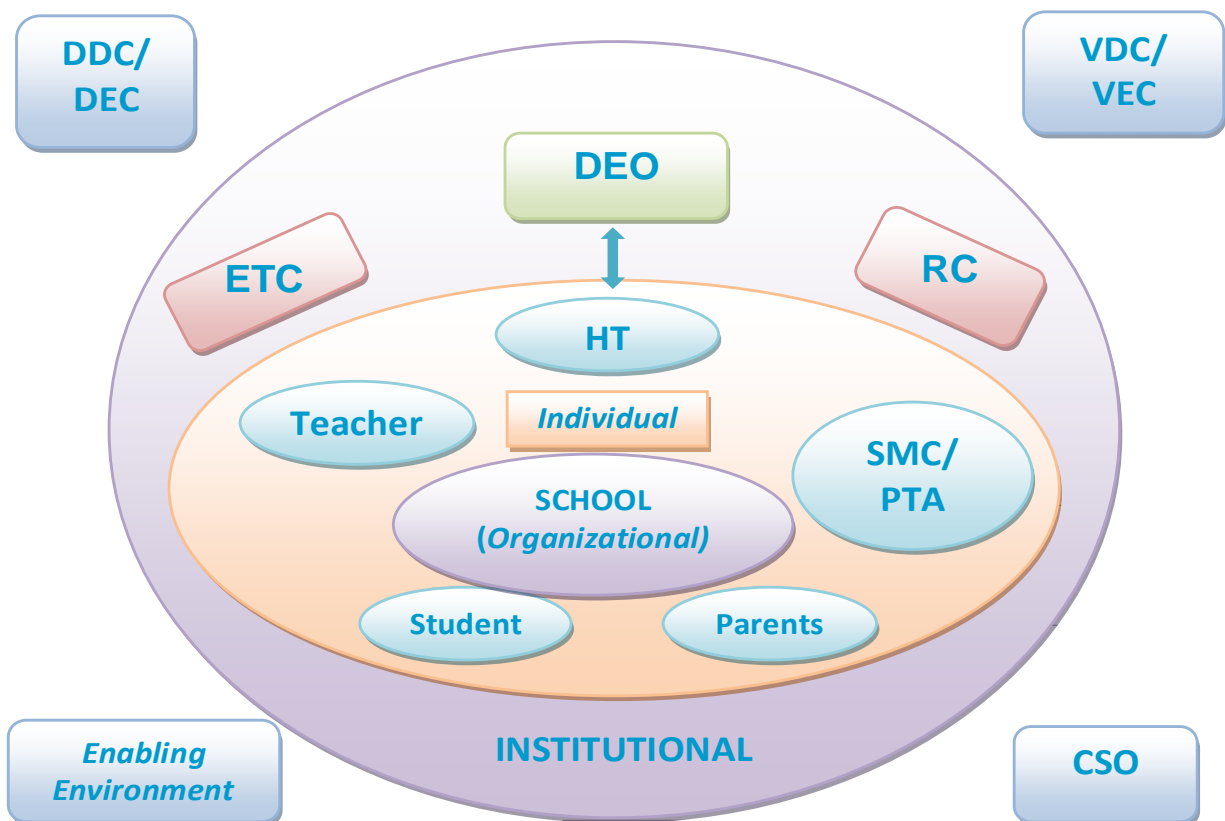 DDC/
DEC
VDC/
VEC
DEO
ETC
RC
HT
Teacher
Individual
SMC/
PTA
SCHOOL
(Organizational)
Student
Parents
INSTITUTIONAL
Enabling
Environment
CSO